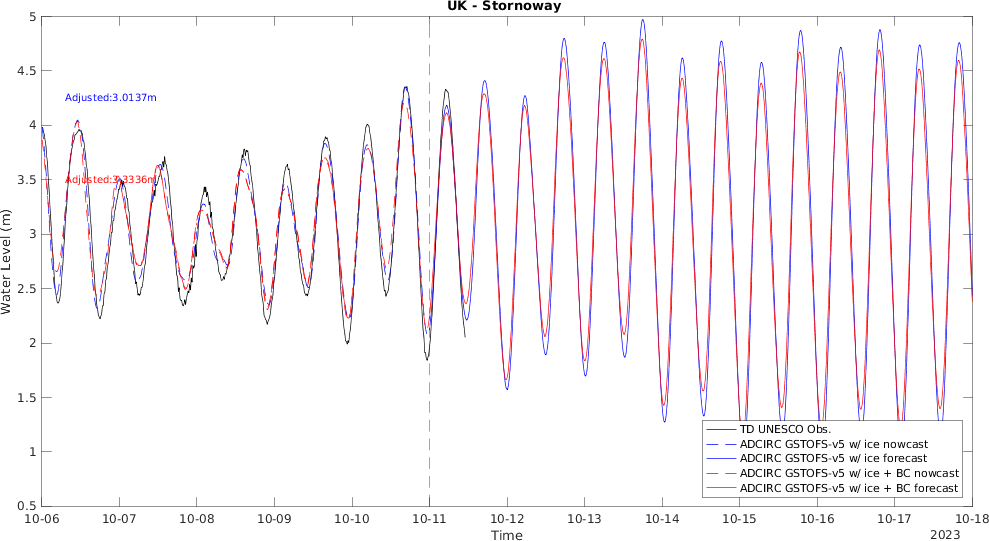 UK - Stornoway
5
4.5
4
3.5
3
2.5
2
1.5
1
0.5
Water Level (m)
Adjusted:3.0137m
Adjusted:3.3336m
TD UNESCO Obs.
ADCIRC GSTOFS-v5 w/ ice nowcast
ADCIRC GSTOFS-v5 w/ ice forecast
ADCIRC GSTOFS-v5 w/ ice + BC nowcast
ADCIRC GSTOFS-v5 w/ ice + BC forecast
10-06 10-07 10-08 10-09 10-10 10-11 10-12 10-13 10-14 10-15 10-16 10-17 10-18
Time
2023